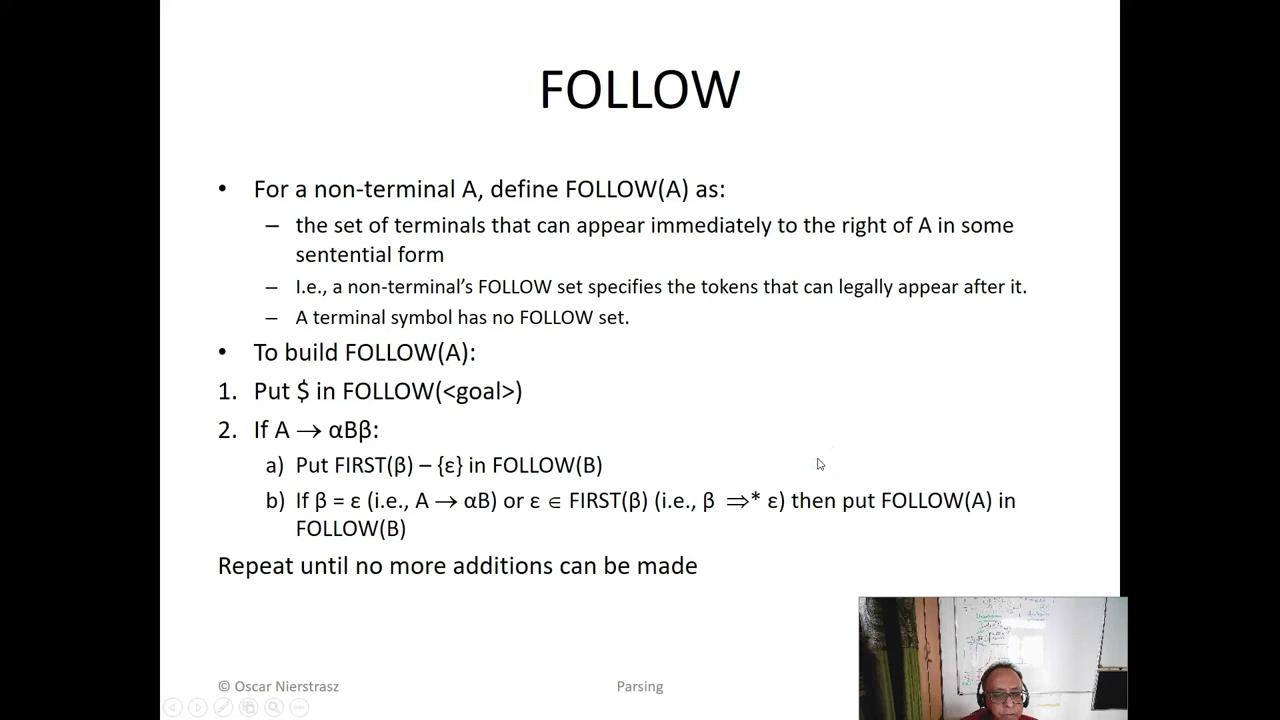 FOLLOW
• For a non-terminal A, define FOLLOW(A) as:
– the set of terminals that can appear immediately to the right of A in some
sentential form
– I.e., a non-terminal's FOLLOW set specifies the tokens that can legally appear after it.
– A terminal symbol has no FOLLOW set.
• To build FOLLOW(A):
1. Put $ in FOLLOW(<goal>)
2. If A → αBβ:
a) Put FIRST(β) – {ε} in FOLLOW(B)
b) If β = ε (i.e., A → αB) or ε ∈ FIRST(β) (i.e., β ⇒* ε) then put FOLLOW(A) in
FOLLOW(B)
Repeat until no more additions can be made
© Oscar Nierstrasz
Parsing